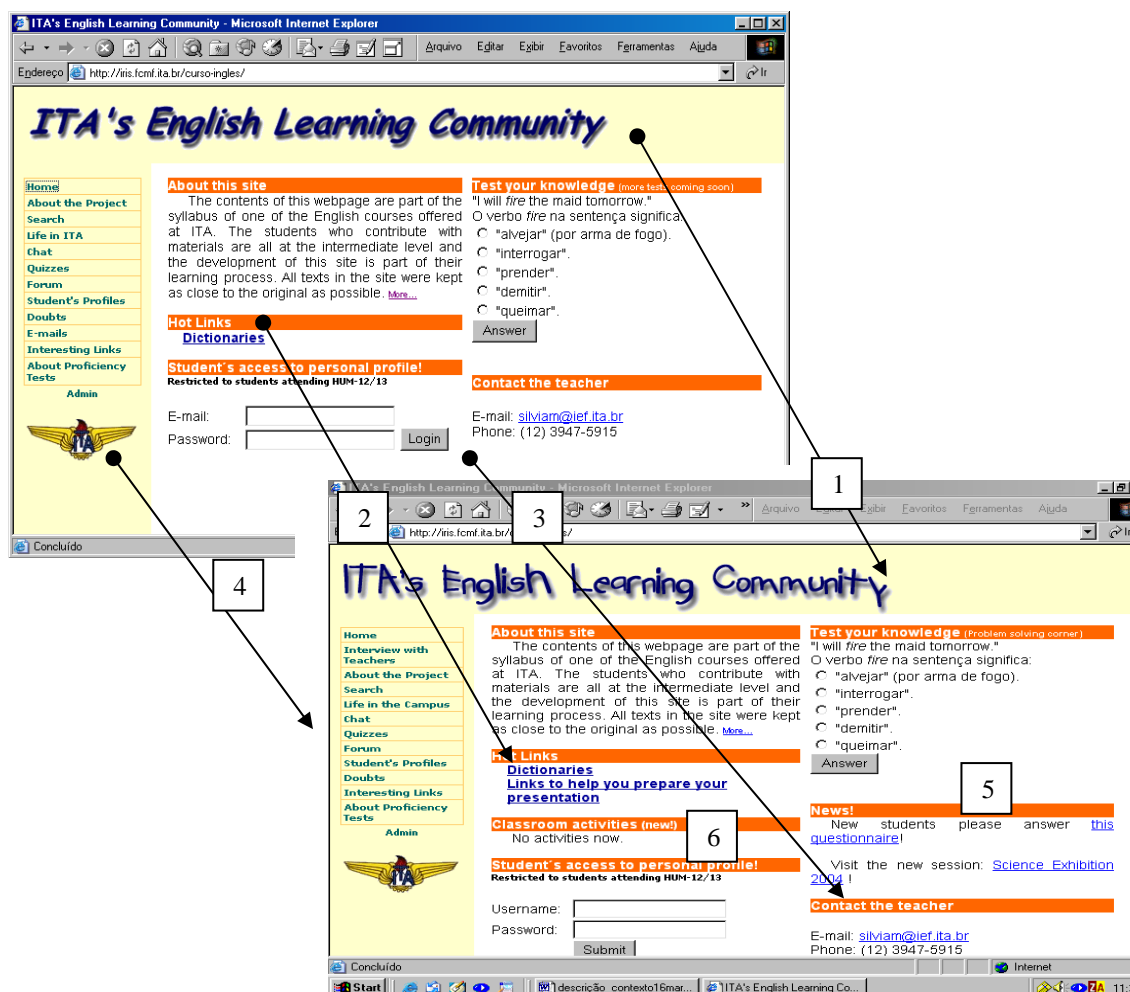 ITA's English Learning Community - Microsoft Internet Explorer
Arquivo Editar Exibir Favoritos Ferramentas Ajuda
Endereço http://iris.fcmf.ita.br/curso-ingles/ Ir
ITA's English Learning Community
Home
About the Project
Search
Life in ITA
Chat
Quizzes
Forum
Student's Profiles
Doubts
E-mails
Interesting Links
About Proficiency
Tests
Admin
ITA
About this site
The contents of this webpage are part of the
syllabus of one of the English courses offered
at ITA. The students who contribute with
materials are all at the intermediate level and
the development of this site is part of their
learning process. All texts in the site were kept
as close to the original as possible. More...
Hot Links
Dictionaries
Student´s access to personal profile!
Restricted to students attending HUM-12/13
E-mail:
Password: Login
Test your knowledge (more tests coming soon)
"I will fire the maid tomorrow."
O verbo fire na sentença significa:
"alvejar" (por arma de fogo).
"interrogar".
"prender".
"demitir".
"queimar".
Answer
Contact the teacher
E-mail: silviam@ief.ita.br
Phone: (12) 3947-5915
Concluído
1
2
3
4
5
6
ITA's English Learning Community - Microsoft Internet Explorer
Arquivo Exibir Favoritos Ferramentas Ajuda
http://iris.fcmf.ita.br/ Ir
ITA's English Learning Community
Home
Interview with
Teachers
About the Project
Search
Life in the Campus
Chat
Quizzes
Forum
Student's Profiles
Doubts
Interesting Links
About Proficiency
Tests
Admin
ITA
About this site
The contents of this webpage are part of the
syllabus of one of the English courses offered
at ITA. The students who contribute with
materials are all at the intermediate level and
the development of this site is part of their
learning process. All texts in the site were kept
as close to the original as possible. More...
Hot Links
Dictionaries
Links to help you prepare your
presentation
Classroom activities (new!)
No activities now.
Student´s access to personal profile!
Restricted to students attending HUM-12/13
Username:
Password:
Submit
Test your knowledge (Problem solving corner)
"I will fire the maid tomorrow."
O verbo fire na sentença significa:
"alvejar" (por arma de fogo).
"interrogar".
"prender".
"demitir".
"queimar".
Answer
News!
New students please answer this
questionnaire!
Visit the new session: Science Exhibition
2004 !
Contact the teacher
E-mail: silviam@ief.ita.br
Phone: (12) 3947-5915
Concluído Internet
Start descrição_contexto16mar... ITA's English Learning Co...